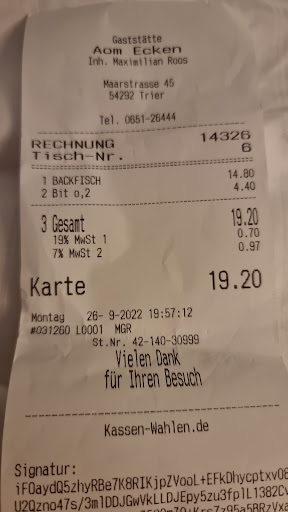 Gaststätte
Aom Ecken
Inh. Maximilian Roos
Maarstrasse 45
54292 Trier
Tel. 0651-26444
RECHNUNG 14326
Tisch-Nr. 6
1 BACKFISCH 14.80
2 Bit o,2 4.40
3 Gesamt 19.20
19% MwSt 1 0.70
7% MwSt 2 0.97
Karte 19.20
Montag 26- 9-2022 19:57:12
#031260 L0001 MGR
St.Nr. 42-140-30999
Vielen Dank
für Ihren Besuch
Kassen-Wahlen.de
Signatur:
iFOaydQ5zhyRBe7K8RIKjpZVooL+EFkDhycptxv08